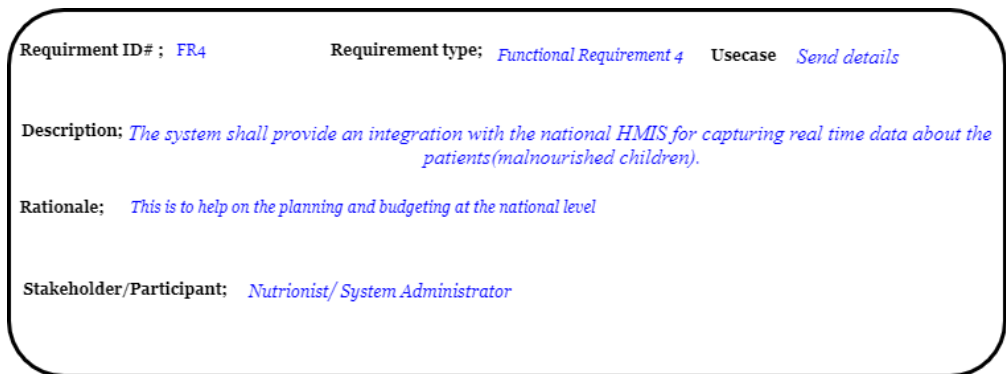 Requirment ID# ; FR4 Requirement type; Functional Requirement 4 Usecase Send details
Description; The system shall provide an integration with the national HMIS for capturing real time data about the
patients(malnourished children).
Rationale; This is to help on the planning and budgeting at the national level
Stakeholder/Participant; Nutrionist/ System Administrator